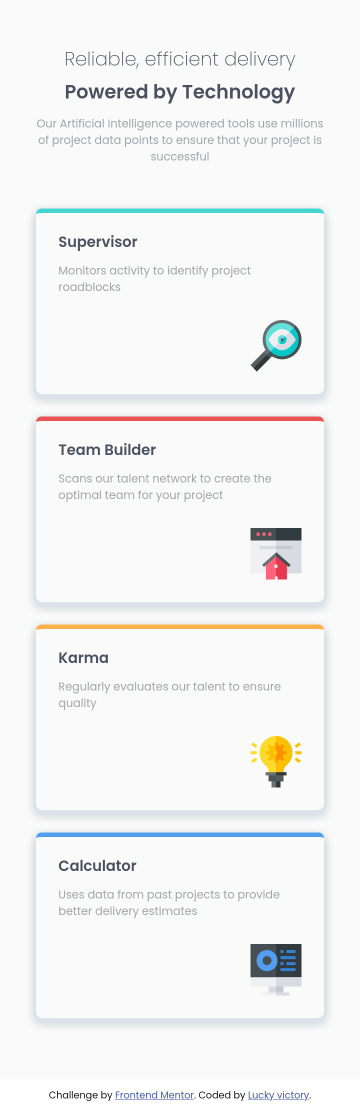 Reliable, efficient delivery
Powered by Technology
Our Artificial Intelligence powered tools use millions
of project data points to ensure that your project is
successful
Supervisor
Monitors activity to identify project
roadblocks
Team Builder
Scans our talent network to create the
optimal team for your project
Karma
Regularly evaluates our talent to ensure
quality
Calculator
Uses data from past projects to provide
better delivery estimates
Challenge by Frontend Mentor. Coded by Lucky victory.